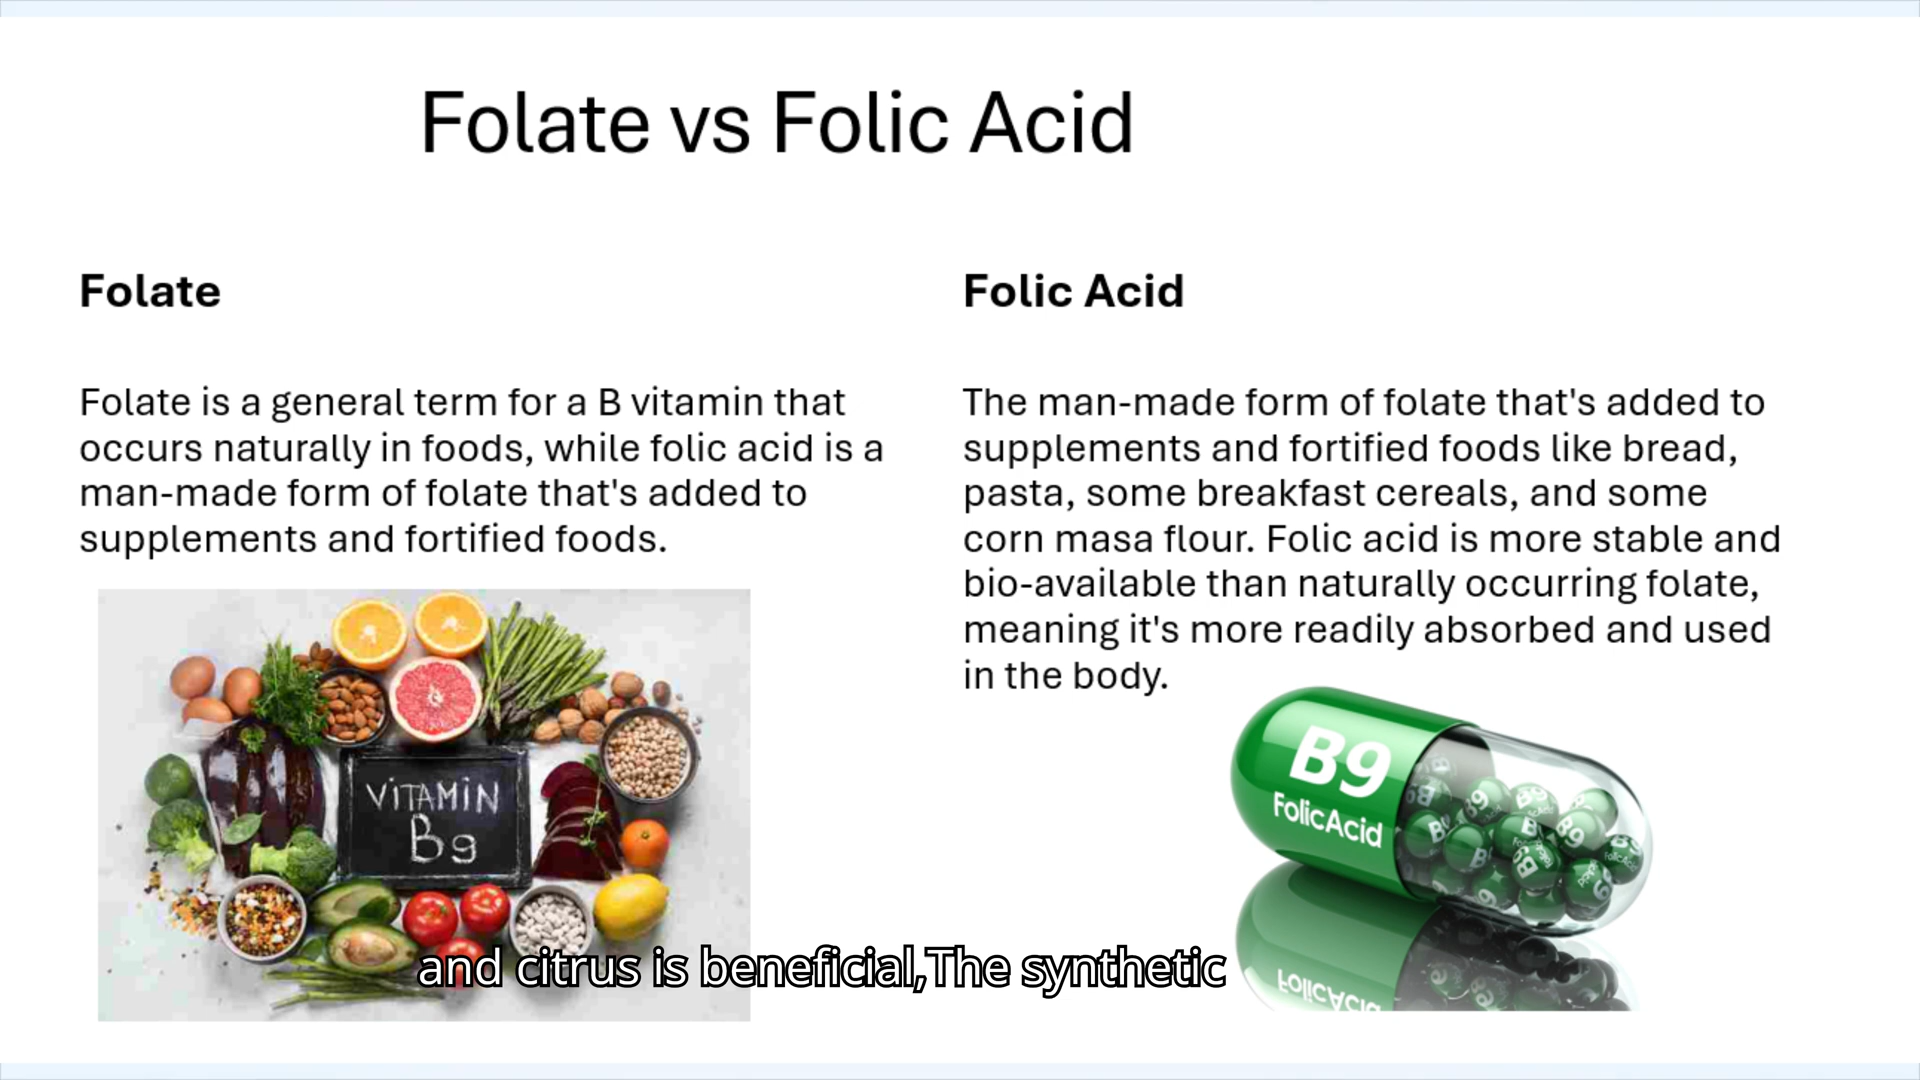 Folate vs Folic Acid
Folate
Folate is a general term for a B vitamin that
occurs naturally in foods, while folic acid is a
man-made form of folate that's added to
supplements and fortified foods.
Folic Acid
The man-made form of folate that's added to
supplements and fortified foods like bread,
pasta, some breakfast cereals, and some
corn masa flour. Folic acid is more stable and
bio-available than naturally occurring folate,
meaning it's more readily absorbed and used
in the body.
VITAMIN
B9
B9
FolicAcid
and citrus is beneficial,The synthetic